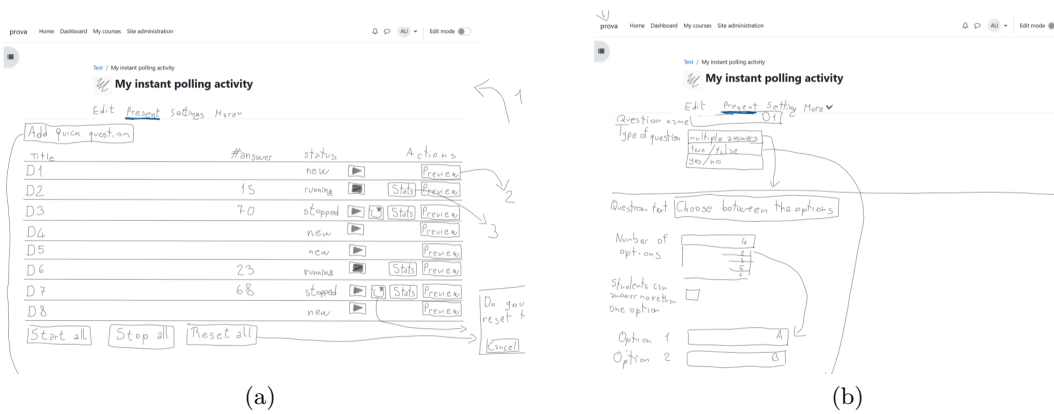 prova Home Dashboard My courses Site administration AU Edit mode
Test / My instant polling activity
My instant polling activity
Edit Present Settings More
1
Add Quick question
Title #answer status Actions
D1 new Preview
2
D2 15 running Stats Preview
D3 70 stopped Stats Preview
3
D4 new Preview
D5 new Preview
D6 23 running Stats Preview
D7 68 stopped Stats Preview
D8 new Preview
Do you
reset
Start all Stop all Reset all
Cancel
(a)
prova Home Dashboard My courses Site administration AU Edit mode
Test / My instant polling activity
My instant polling activity
Edit Present Setting More
Question name D1
Type of question multiple answers
true/false
yes/no
Question text Choose between the options
Number of 4
options 2
3
Students can
answer more than
one option
Option 1 A
Option 2 B
(b)